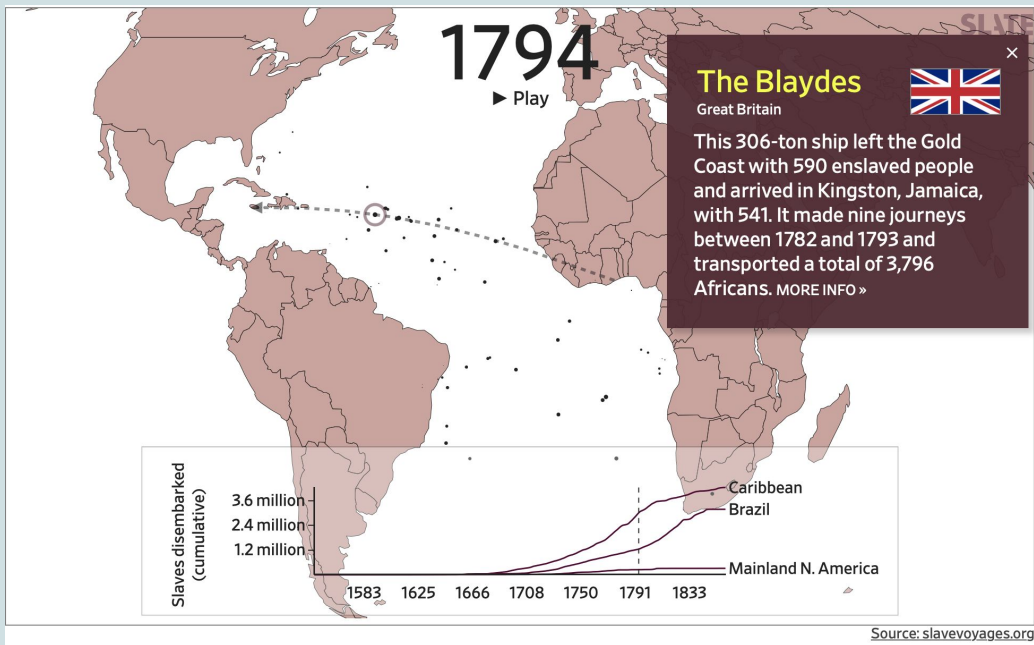 SLATE
1794
▶ Play
×
The Blaydes
Great Britain
This 306-ton ship left the Gold
Coast with 590 enslaved people
and arrived in Kingston, Jamaica,
with 541. It made nine journeys
between 1782 and 1793 and
transported a total of 3,796
Africans. MORE INFO »
Slaves disembarked
(cumulative)
3.6 million
2.4 million
1.2 million
Caribbean
Brazil
Mainland N. America
1583 1625 1666 1708 1750 1791 1833
Source: slavevoyages.org